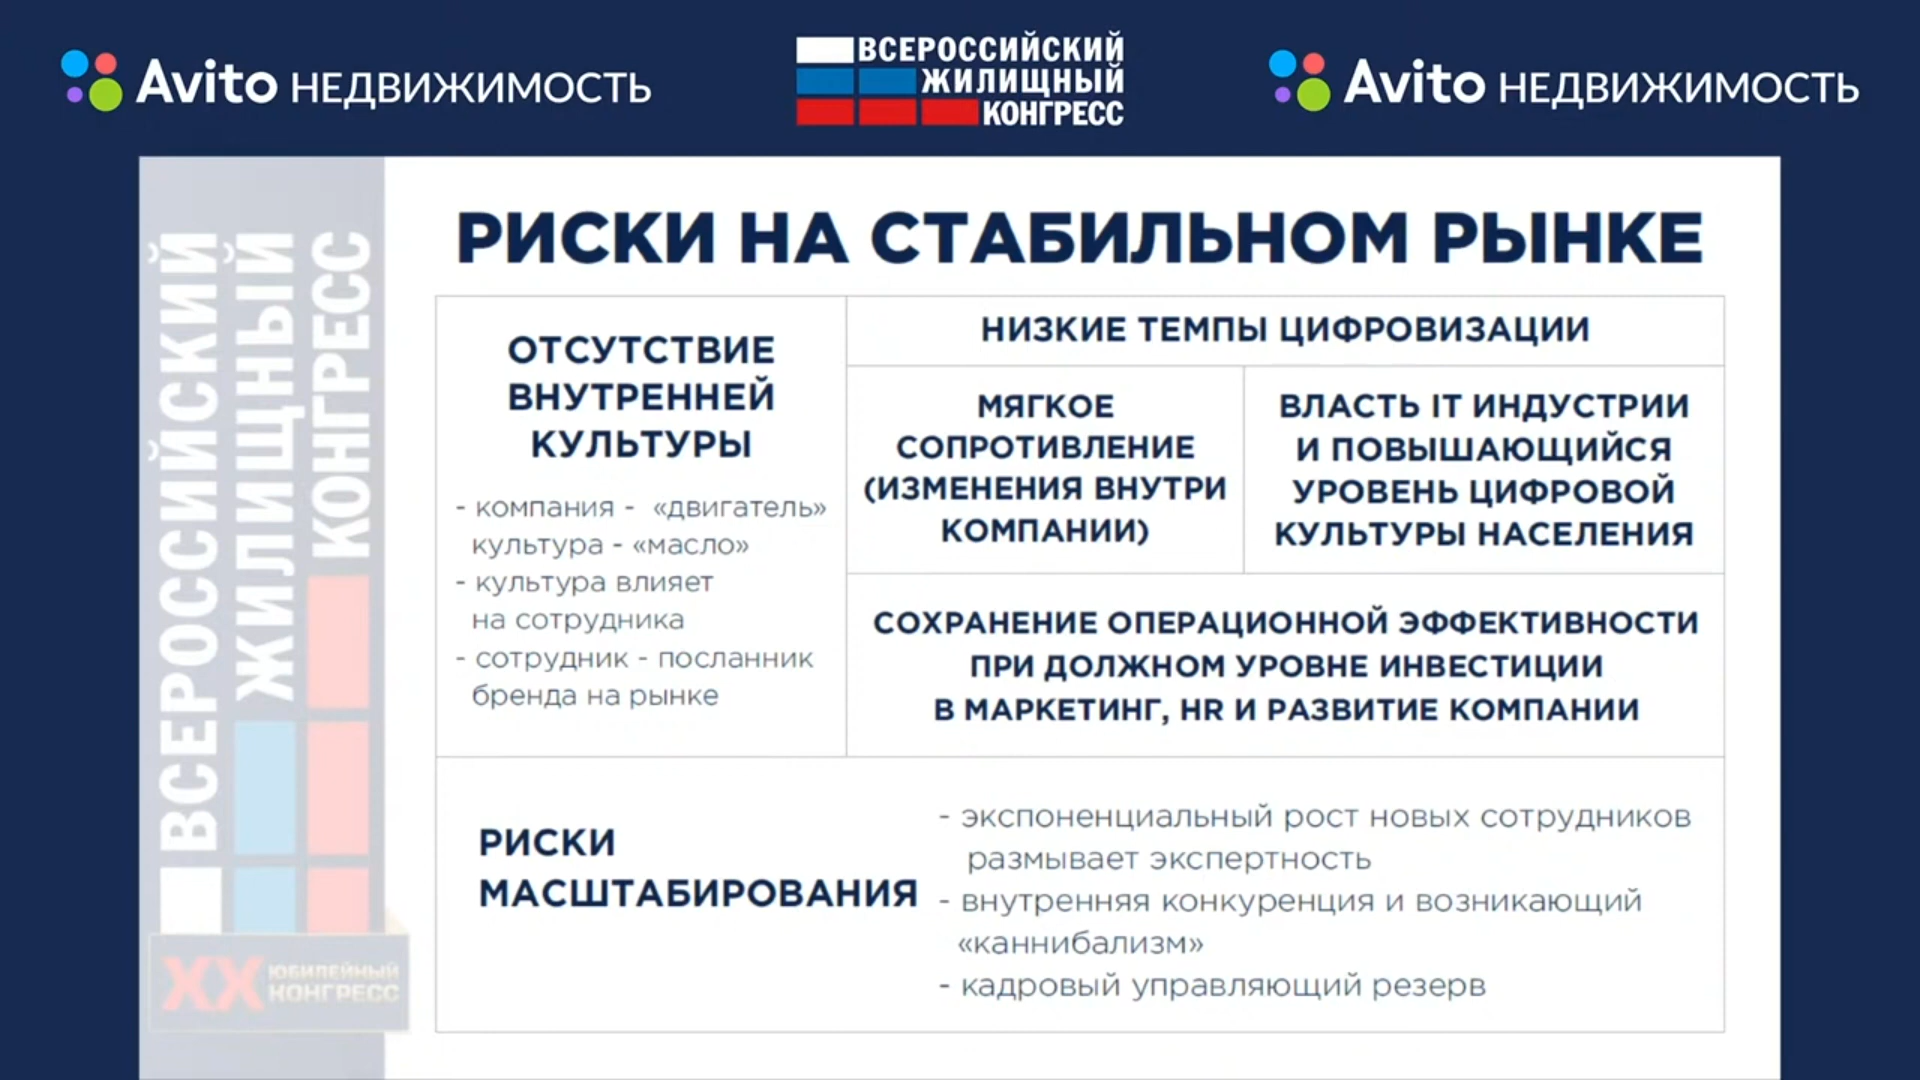 Avito НЕДВИЖИМОСТЬ
ВСЕРОССИЙСКИЙ
ЖИЛИЩНЫЙ
КОНГРЕСС
Avito НЕДВИЖИМОСТЬ
ВСЕРОССИЙСКИЙ
ЖИЛИЩНЫЙ
КОНГРЕСС
XX ЮБИЛЕЙНЫЙ
КОНГРЕСС
РИСКИ НА СТАБИЛЬНОМ РЫНКЕ
ОТСУТСТВИЕ
ВНУТРЕННЕЙ
КУЛЬТУРЫ
- компания - «двигатель»
культура - «масло»
- культура влияет
на сотрудника
- сотрудник - посланник
бренда на рынке
НИЗКИЕ ТЕМПЫ ЦИФРОВИЗАЦИИ
МЯГКОЕ
СОПРОТИВЛЕНИЕ
(ИЗМЕНЕНИЯ ВНУТРИ
КОМПАНИИ)
ВЛАСТЬ IT ИНДУСТРИИ
И ПОВЫШАЮЩИЙСЯ
УРОВЕНЬ ЦИФРОВОЙ
КУЛЬТУРЫ НАСЕЛЕНИЯ
СОХРАНЕНИЕ ОПЕРАЦИОННОЙ ЭФФЕКТИВНОСТИ
ПРИ ДОЛЖНОМ УРОВНЕ ИНВЕСТИЦИИ
В МАРКЕТИНГ, HR И РАЗВИТИЕ КОМПАНИИ
РИСКИ
МАСШТАБИРОВАНИЯ
- экспоненциальный рост новых сотрудников
размывает экспертность
- внутренняя конкуренция и возникающий
«каннибализм»
- кадровый управляющий резерв